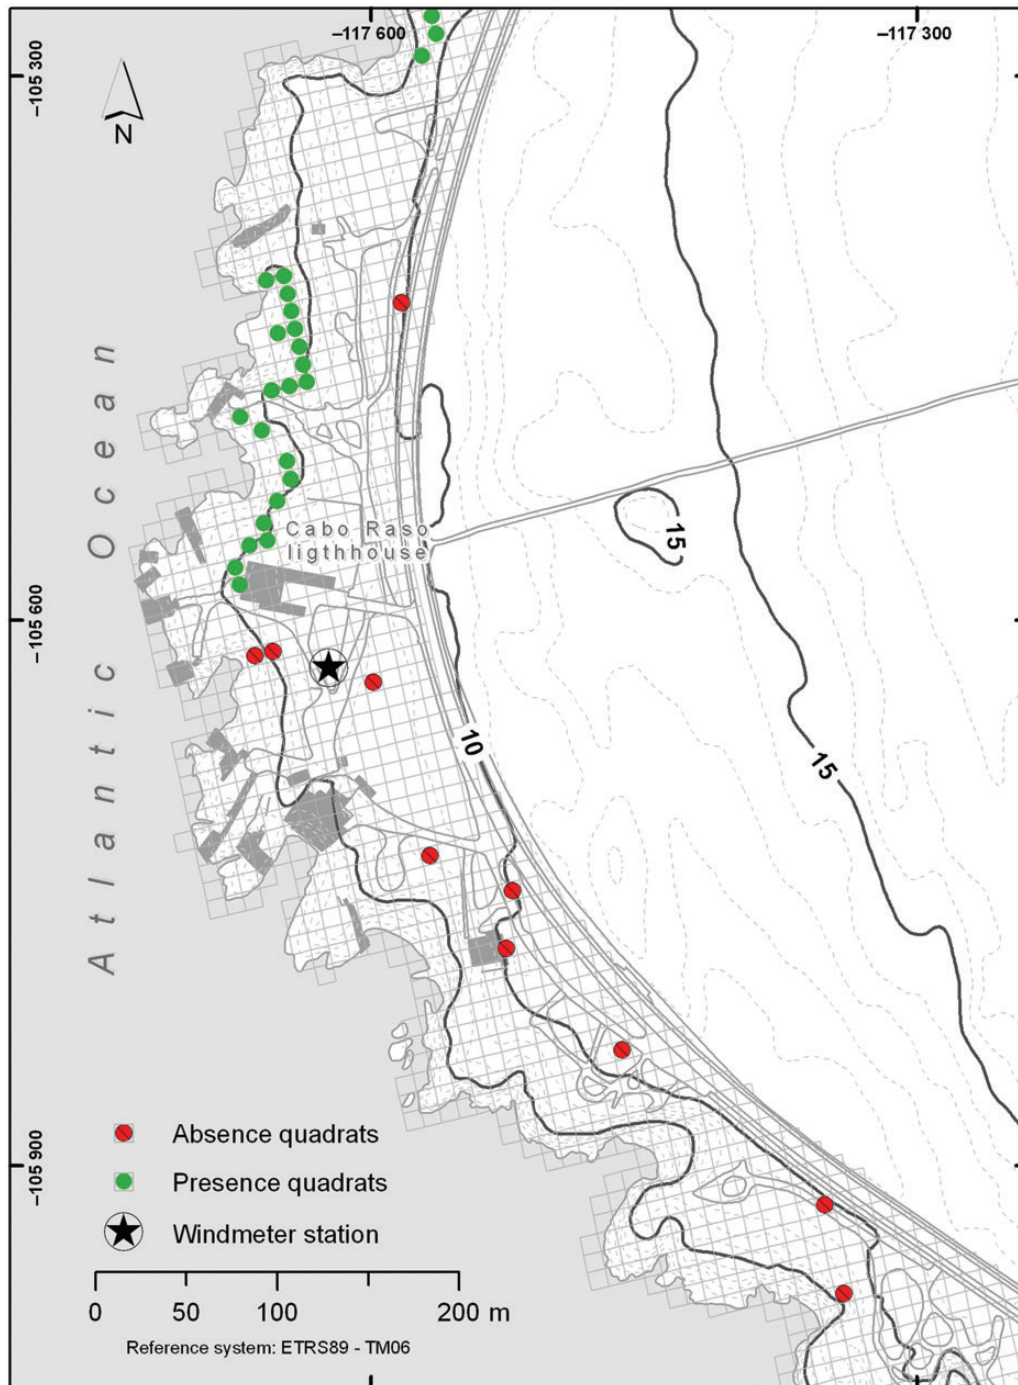 –117 600
–117 300
–105 300
N
Atlantic Ocean
Cabo Raso
ligthhouse
15
–105 600
10
15
Absence quadrats
–105 900
Presence quadrats
Windmeter station
0 50 100 200 m
Reference system: ETRS89 - TM06